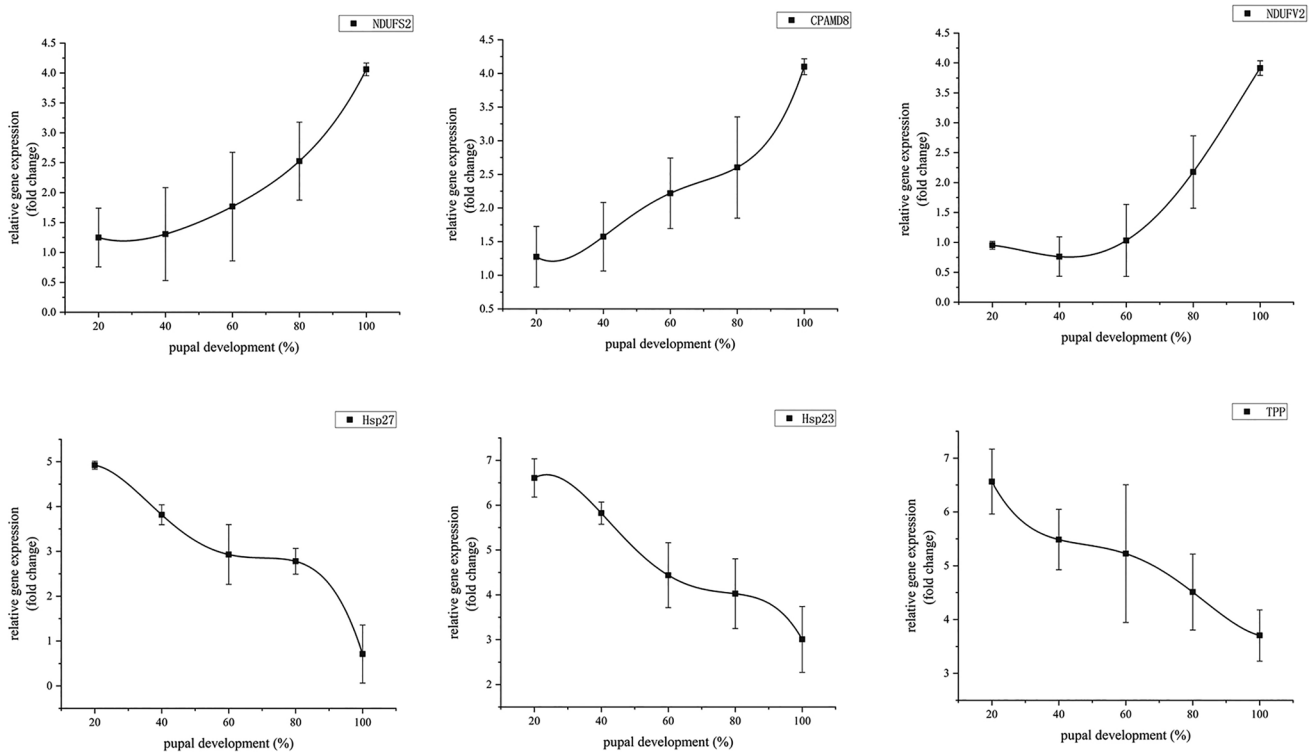 NDUFS2
4.5
4.0
3.5
3.0
2.5
2.0
1.5
1.0
0.5
0.0
relative gene expression
(fold change)
20 40 60 80 100
pupal development (%)
CPAMD8
4.5
4.0
3.5
3.0
2.5
2.0
1.5
1.0
0.5
relative gene expression
(fold change)
20 40 60 80 100
pupal development (%)
NDUFV2
4.5
4.0
3.5
3.0
2.5
2.0
1.5
1.0
0.5
0.0
relative gene expression
(fold change)
20 40 60 80 100
pupal development (%)
Hsp27
5
4
3
2
1
0
relative gene expression
(fold change)
20 40 60 80 100
pupal development (%)
Hsp23
7
6
5
4
3
2
relative gene expression
(fold change)
20 40 60 80 100
pupal development (%)
TPP
7
6
5
4
3
relative gene expression
(fold change)
20 40 60 80 100
pupal development (%)